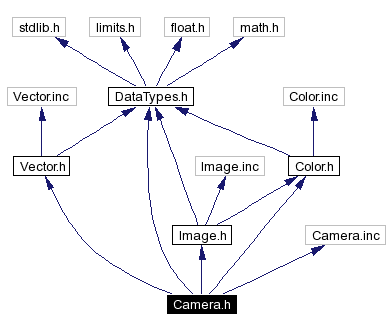 stdlib.h
limits.h
float.h
math.h
Vector.inc
DataTypes.h
Color.inc
Vector.h
Image.inc
Color.h
Image.h
Camera.inc
Camera.h